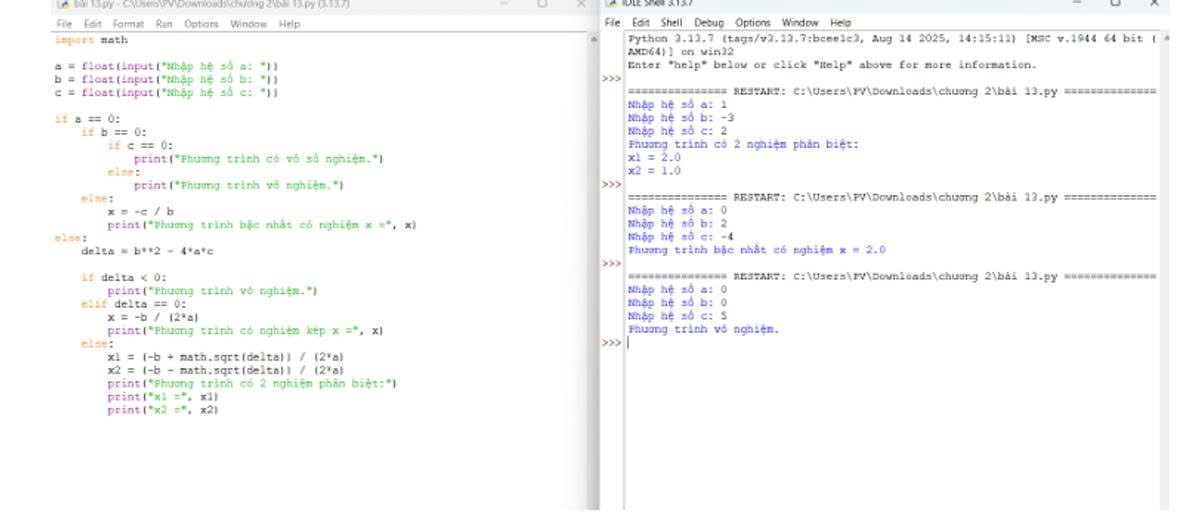 bài 13.py - C:\Users\PV\Downloads\chương 2\bài 13.py (3.13.7)
File Edit Format Run Options Window Help
import math
a = float(input("Nhập hệ số a: "))
b = float(input("Nhập hệ số b: "))
c = float(input("Nhập hệ số c: "))
if a == 0:
if b == 0:
if c == 0:
print("Phương trình có vô số nghiệm.")
else:
print("Phương trình vô nghiệm.")
else:
x = -c / b
print("Phương trình bậc nhất có nghiệm x =", x)
else:
delta = b**2 - 4*a*c
if delta < 0:
print("Phương trình vô nghiệm.")
elif delta == 0:
x = -b / (2*a)
print("Phương trình có nghiệm kép x =", x)
else:
x1 = (-b + math.sqrt(delta)) / (2*a)
x2 = (-b - math.sqrt(delta)) / (2*a)
print("Phương trình có 2 nghiệm phân biệt:")
print("x1 =", x1)
print("x2 =", x2)
IDLE Shell 3.13.7
File Edit Shell Debug Options Window Help
Python 3.13.7 (tags/v3.13.7:bcee1c3, Aug 14 2025, 14:15:11) [MSC v.1944 64 bit (
AMD64)] on win32
Enter "help" below or click "Help" above for more information.
>>>
=============== RESTART: C:\Users\PV\Downloads\chương 2\bài 13.py ==============
Nhập hệ số a: 1
Nhập hệ số b: -3
Nhập hệ số c: 2
Phương trình có 2 nghiệm phân biệt:
x1 = 2.0
x2 = 1.0
>>>
=============== RESTART: C:\Users\PV\Downloads\chương 2\bài 13.py ==============
Nhập hệ số a: 0
Nhập hệ số b: 2
Nhập hệ số c: -4
Phương trình bậc nhất có nghiệm x = 2.0
>>>
=============== RESTART: C:\Users\PV\Downloads\chương 2\bài 13.py ==============
Nhập hệ số a: 0
Nhập hệ số b: 0
Nhập hệ số c: 5
Phương trình vô nghiệm.
>>>